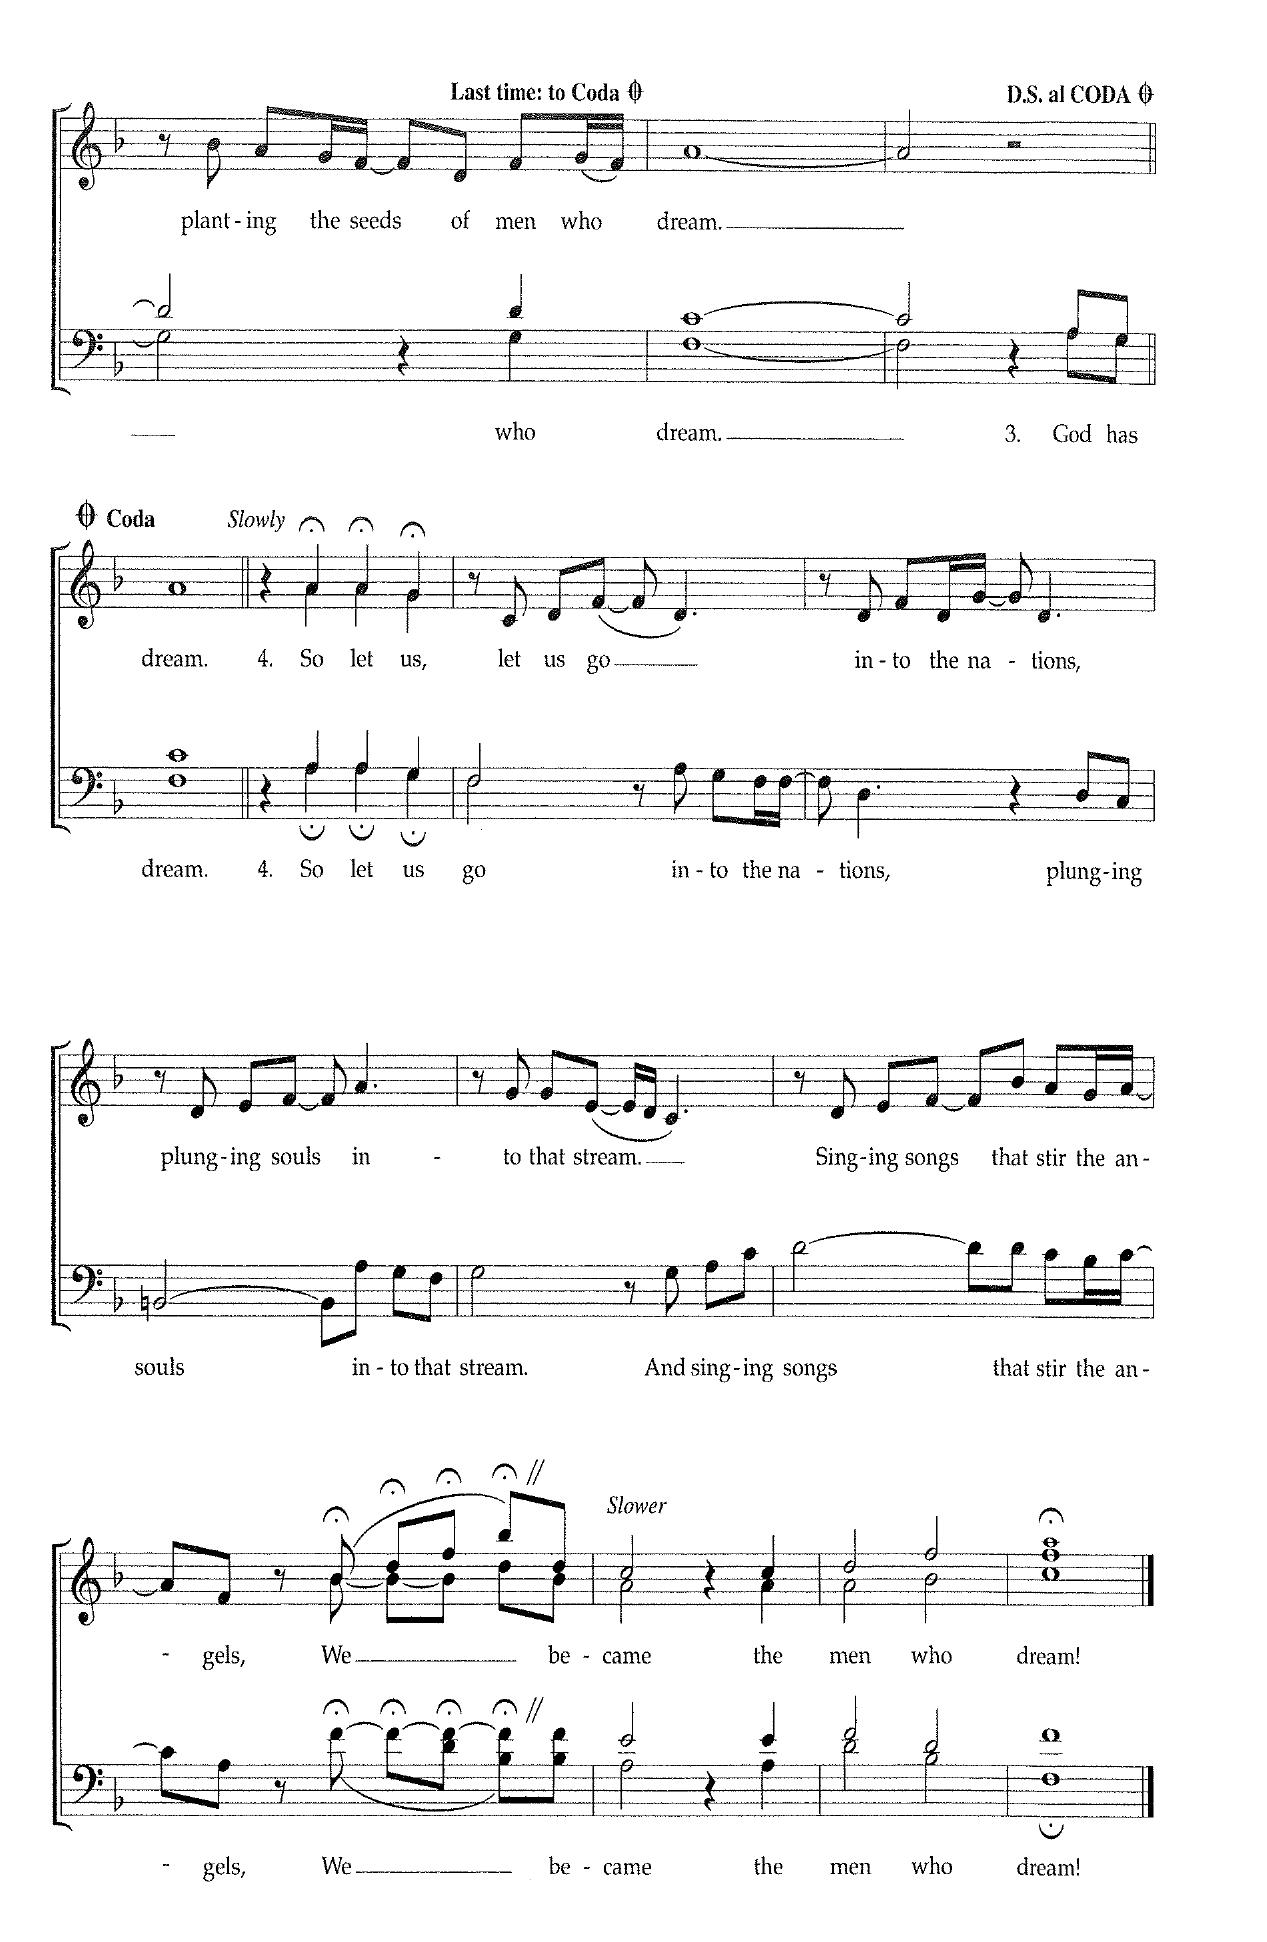 Last time: to Coda D.S. al CODA
plant - ing the seeds of men who dream.
who dream. 3. God has
Coda Slowly
dream. 4. So let us, let us go in - to the na - tions,
dream. 4. So let us go in - to the na - tions, plung - ing
plung - ing souls in - to that stream. Sing - ing songs that stir the an -
souls in - to that stream. And sing - ing songs that stir the an -
Slower
- gels, We be - came the men who dream!
- gels, We be - came the men who dream!